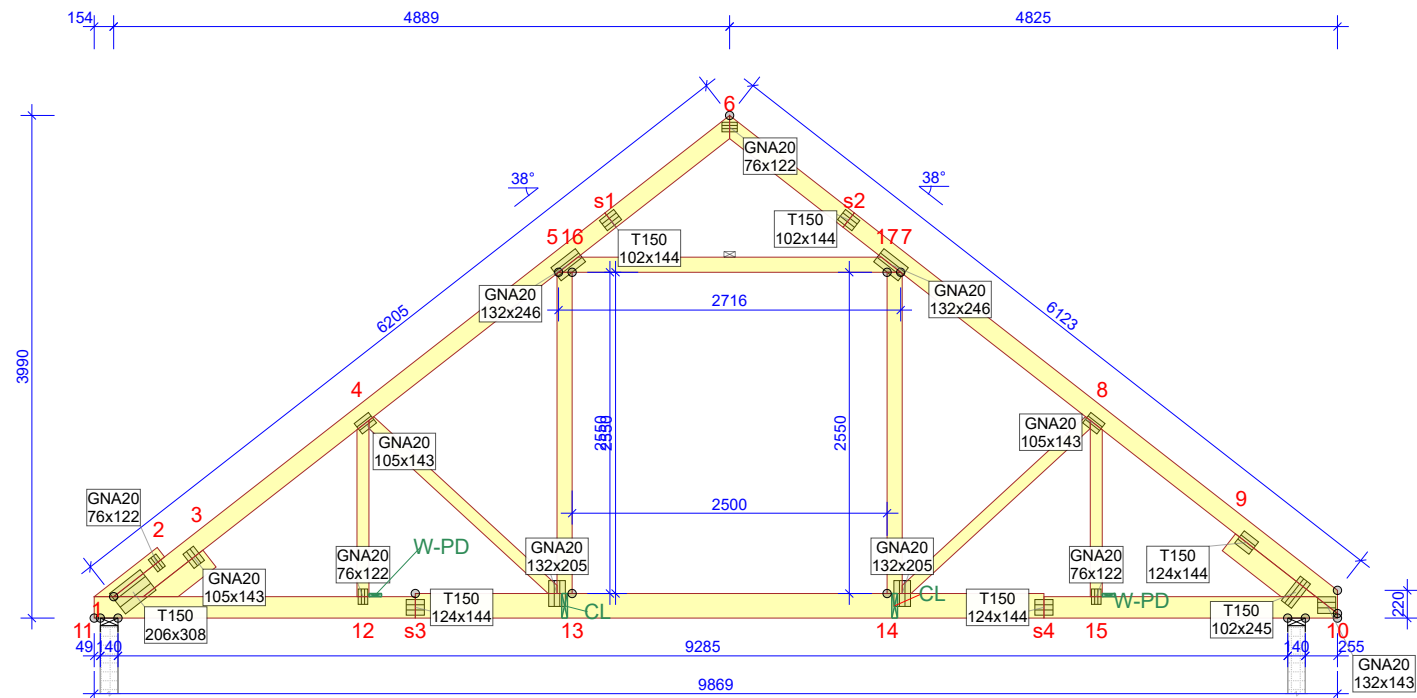 154
4889
4825
6
GNA20
76x122
38°
38°
s1
s2
T150
102x144
T150
102x144
516
177
GNA20
132x246
GNA20
132x246
2716
6205
6123
3990
4
8
GNA20
105x143
GNA20
105x143
2550
2550
2550
2500
GNA20
76x122
2
3
9
W-PD
GNA20
76x122
GNA20
132x205
GNA20
132x205
GNA20
76x122
T150
124x144
GNA20
105x143
T150
124x144
CL
CL
T150
124x144
W-PD
T150
102x245
1
T150
206x308
220
11
12
s3
13
14
s4
15
10
49
140
9285
140
255
GNA20
132x143
9869